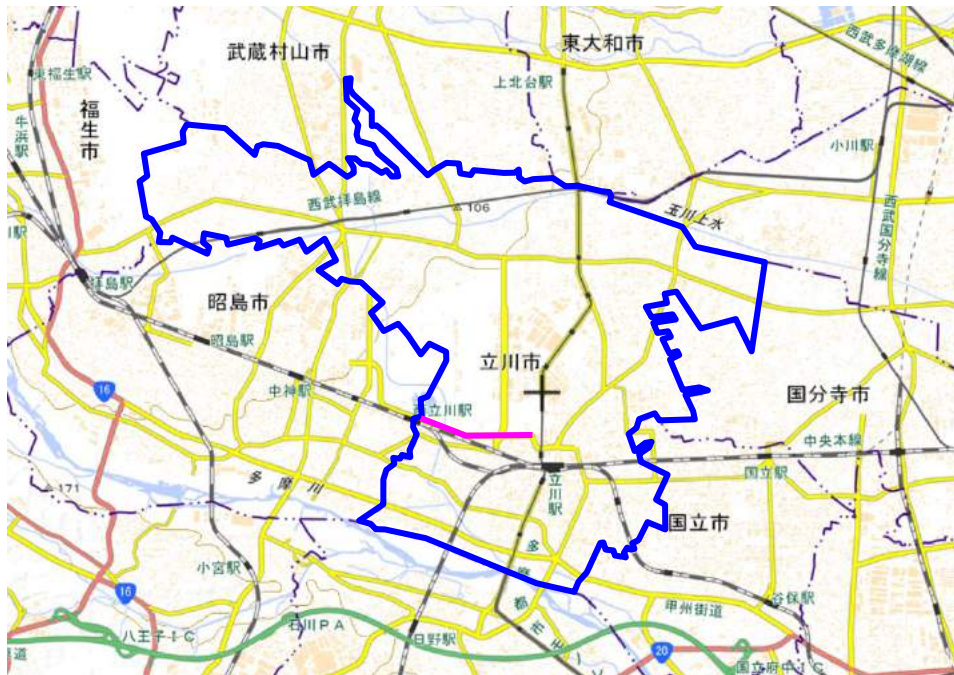 武蔵村山市
東大和市
西武多摩湖線
上北台駅
東福生駅
福生市
牛浜駅
小川駅
西武拝島線
106
玉川上水
西武国分寺線
拝島駅
昭島市
昭島駅
立川市
16
中神駅
西立川駅
国分寺市
中央本線
国立駅
171
多摩川
立川駅
国立市
小宮駅
16
多摩都市モ
甲州街道
谷保駅
八王子IC
石川PA
日野駅
20
国立府中IC
道